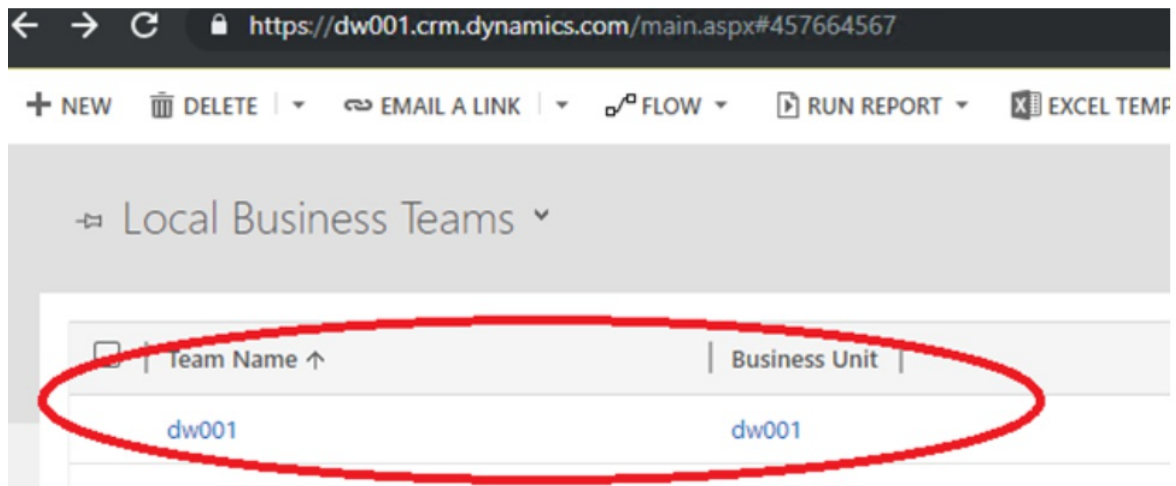 https://dw001.crm.dynamics.com/main.aspx#457664567
NEW DELETE EMAIL A LINK FLOW RUN REPORT EXCEL TEMP
Local Business Teams
Team Name Business Unit
dw001 dw001